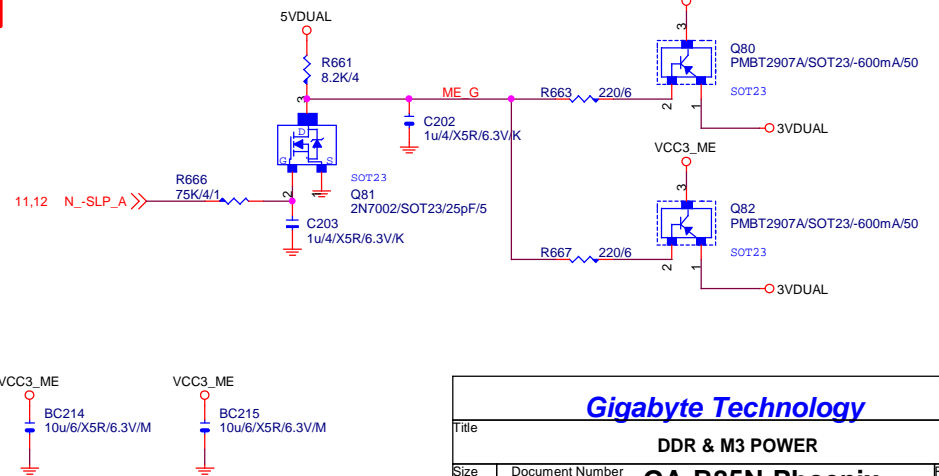 5VDUAL
R661
8.2K/4
3
D
G
S
ME_G
C202
1u/4/X5R/6.3V/K
R663
220/6
3
2
1
Q80
PMBT2907A/SOT23/-600mA/50
SOT23
3VDUAL
11,12
N_-SLP_A
R666
75K/4/1
2
1
SOT23
Q81
2N7002/SOT23/25pF/5
C203
1u/4/X5R/6.3V/K
VCC3_ME
3
2
1
Q82
PMBT2907A/SOT23/-600mA/50
SOT23
R667
220/6
3VDUAL
VCC3_ME
BC214
10u/6/X5R/6.3V/M
VCC3_ME
BC215
10u/6/X5R/6.3V/M
Gigabyte Technology
Title
DDR & M3 POWER
Size
Document Number